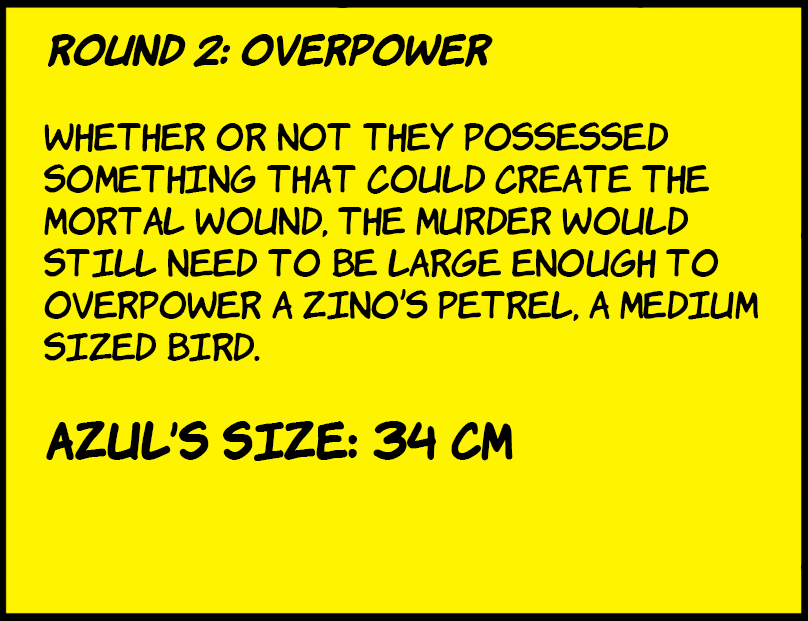 ROUND 2: OVERPOWER
WHETHER OR NOT THEY POSSESSED
SOMETHING THAT COULD CREATE THE
MORTAL WOUND, THE MURDER WOULD
STILL NEED TO BE LARGE ENOUGH TO
OVERPOWER A ZINO'S PETREL, A MEDIUM
SIZED BIRD.
AZUL'S SIZE: 34 CM